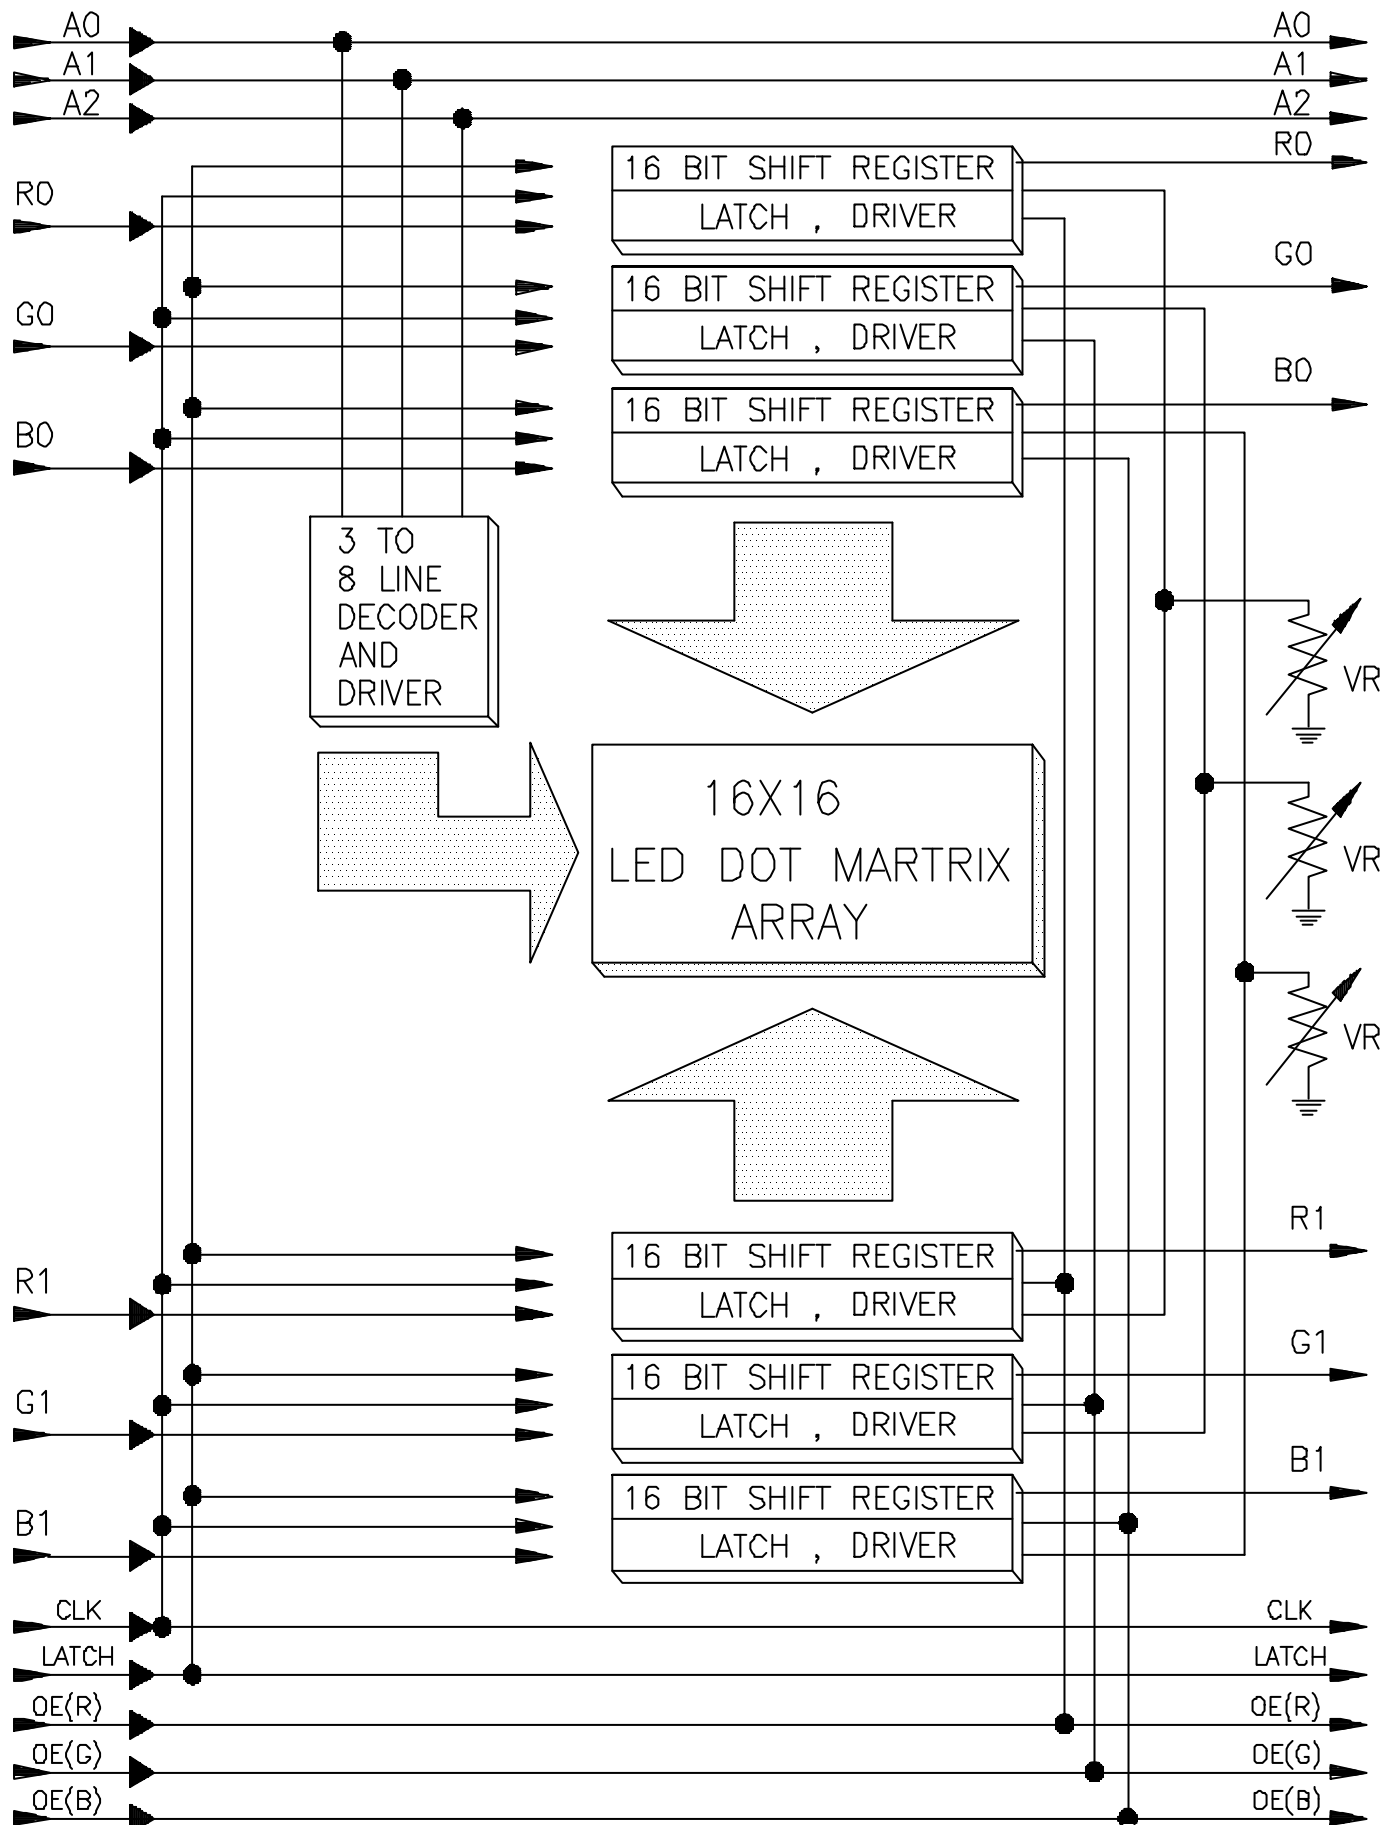 A0 A0
A1 A1
A2 A2
R0
16 BIT SHIFT REGISTER
R0
LATCH , DRIVER
G0
16 BIT SHIFT REGISTER
G0
LATCH , DRIVER
B0
16 BIT SHIFT REGISTER
B0
LATCH , DRIVER
3 TO
8 LINE
DECODER
AND
DRIVER
VR
16X16
LED DOT MARTRIX
ARRAY
VR
VR
R1
16 BIT SHIFT REGISTER
R1
LATCH , DRIVER
G1
16 BIT SHIFT REGISTER
G1
LATCH , DRIVER
B1
16 BIT SHIFT REGISTER
B1
LATCH , DRIVER
CLK CLK
LATCH LATCH
OE(R) OE(R)
OE(G) OE(G)
OE(B) OE(B)